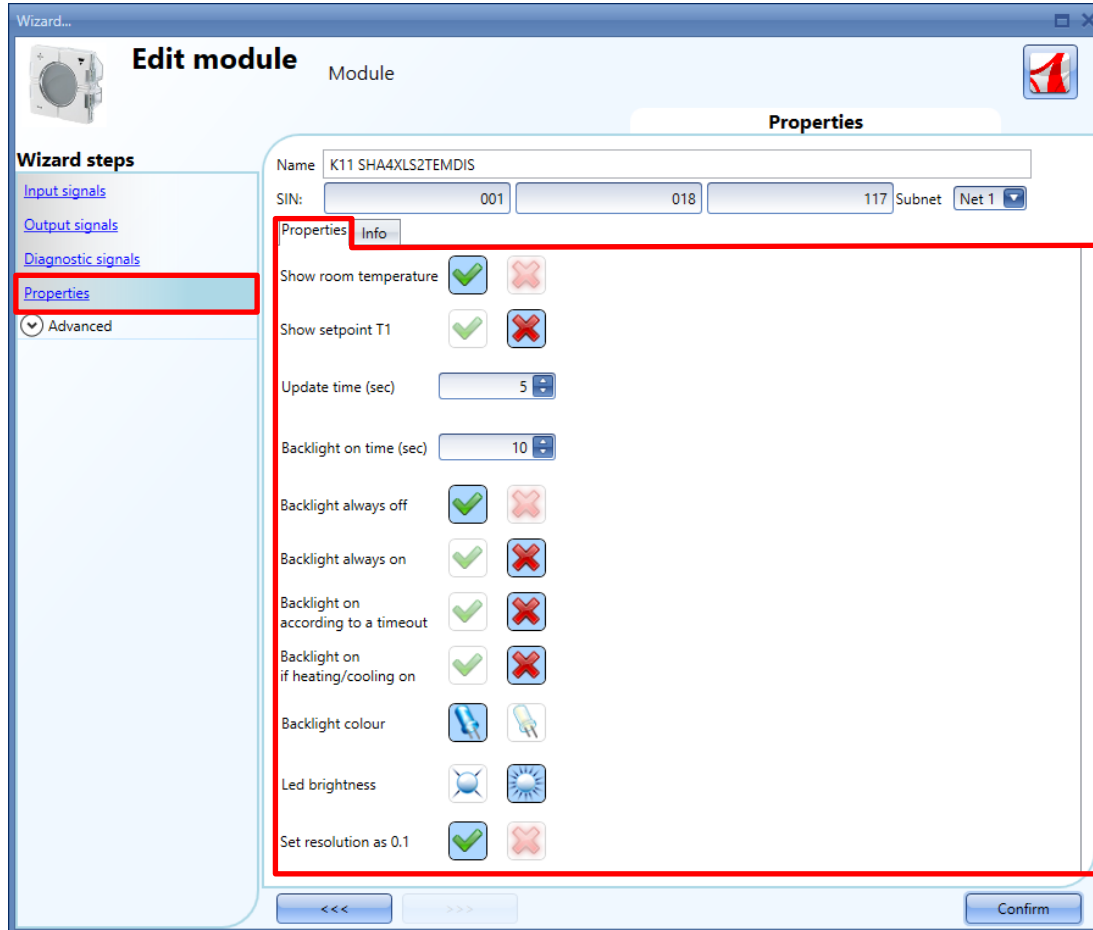 Wizard...
Edit module
Module
Properties
Wizard steps
Input signals
Output signals
Diagnostic signals
Properties
Advanced
Name K11 SHA4XLS2TEMDIS
SIN: 001 018 117 Subnet Net 1
Properties Info
Show room temperature
Show setpoint T1
Update time (sec) 5
Backlight on time (sec) 10
Backlight always off
Backlight always on
Backlight on
according to a timeout
Backlight on
if heating/cooling on
Backlight colour
Led brightness
Set resolution as 0.1
<<< >>> Confirm